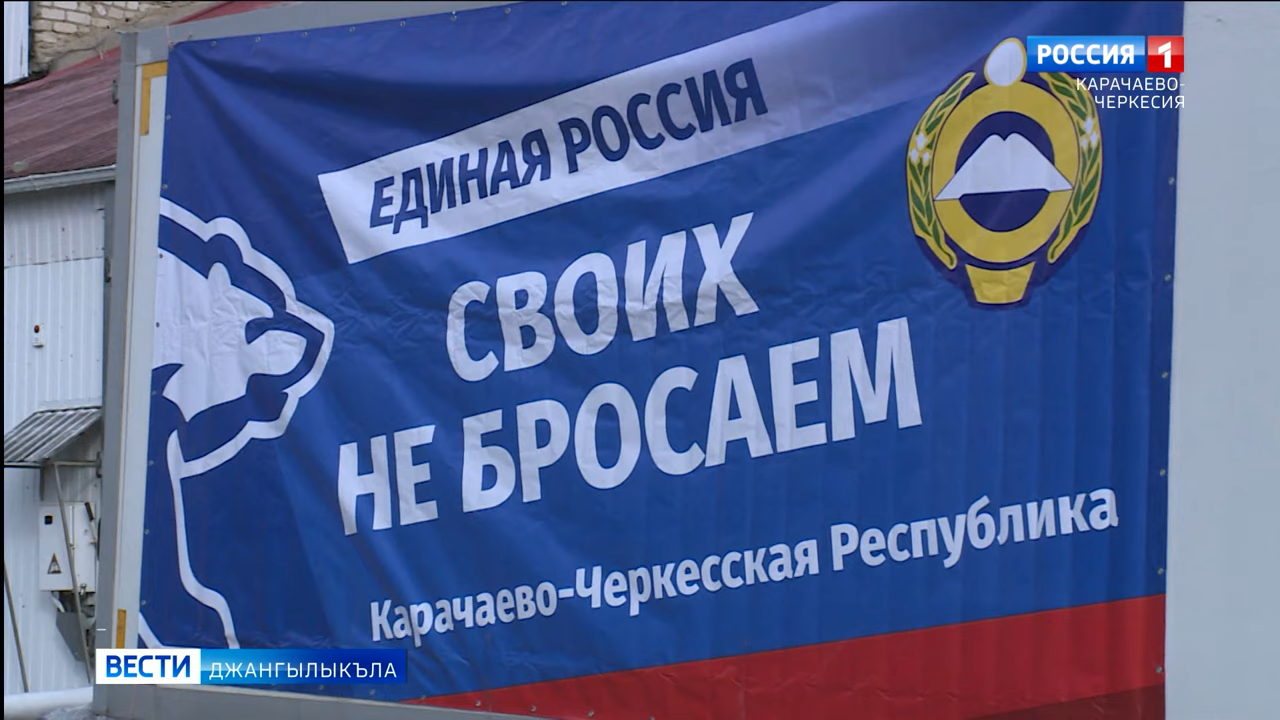 РОССИЯ 1
КАРАЧАЕВО-
ЧЕРКЕСИЯ
ЕДИНАЯ РОССИЯ
СВОИХ
НЕ БРОСАЕМ
Карачаево-Черкесская Республика
ВЕСТИ ДЖАНГЫЛЫКЪЛА